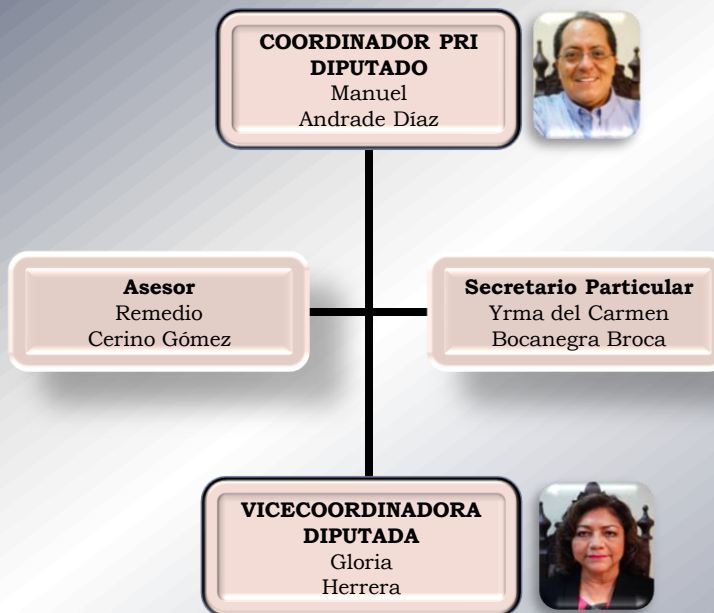 COORDINADOR PRI
DIPUTADO
Manuel
Andrade Díaz
Asesor
Remedio
Cerino Gómez
Secretario Particular
Yrma del Carmen
Bocanegra Broca
VICECOORDINADORA
DIPUTADA
Gloria
Herrera